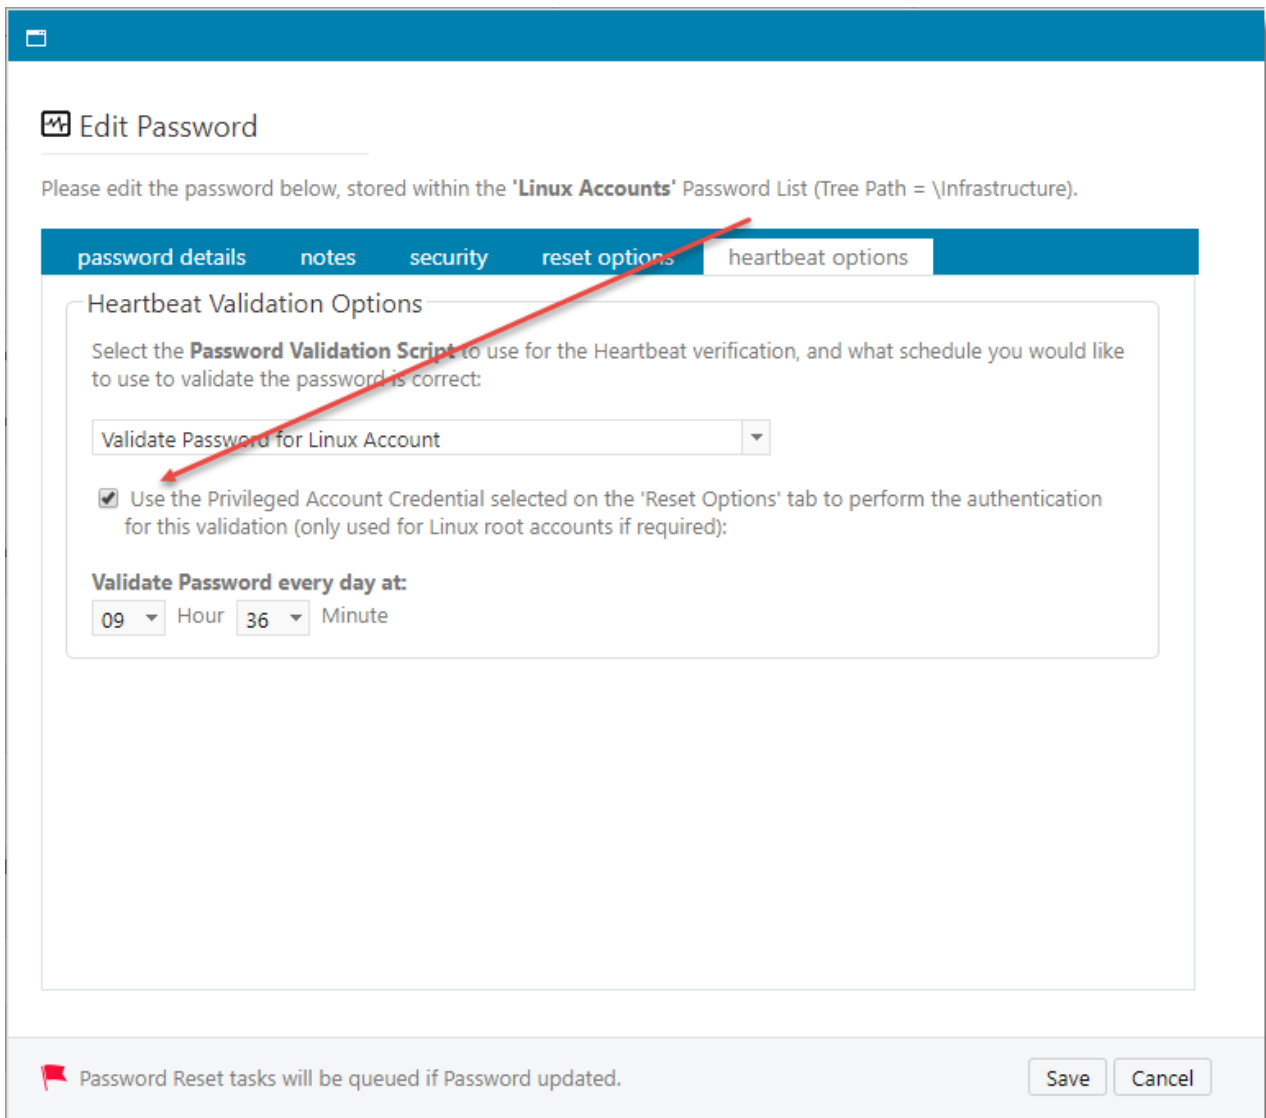 Edit Password
Please edit the password below, stored within the 'Linux Accounts' Password List (Tree Path = \Infrastructure).
password details notes security reset options heartbeat options
Heartbeat Validation Options
Select the Password Validation Script to use for the Heartbeat verification, and what schedule you would like
to use to validate the password is correct:
Validate Password for Linux Account
Use the Privileged Account Credential selected on the 'Reset Options' tab to perform the authentication
for this validation (only used for Linux root accounts if required):
Validate Password every day at:
09 Hour 36 Minute
Password Reset tasks will be queued if Password updated. Save Cancel